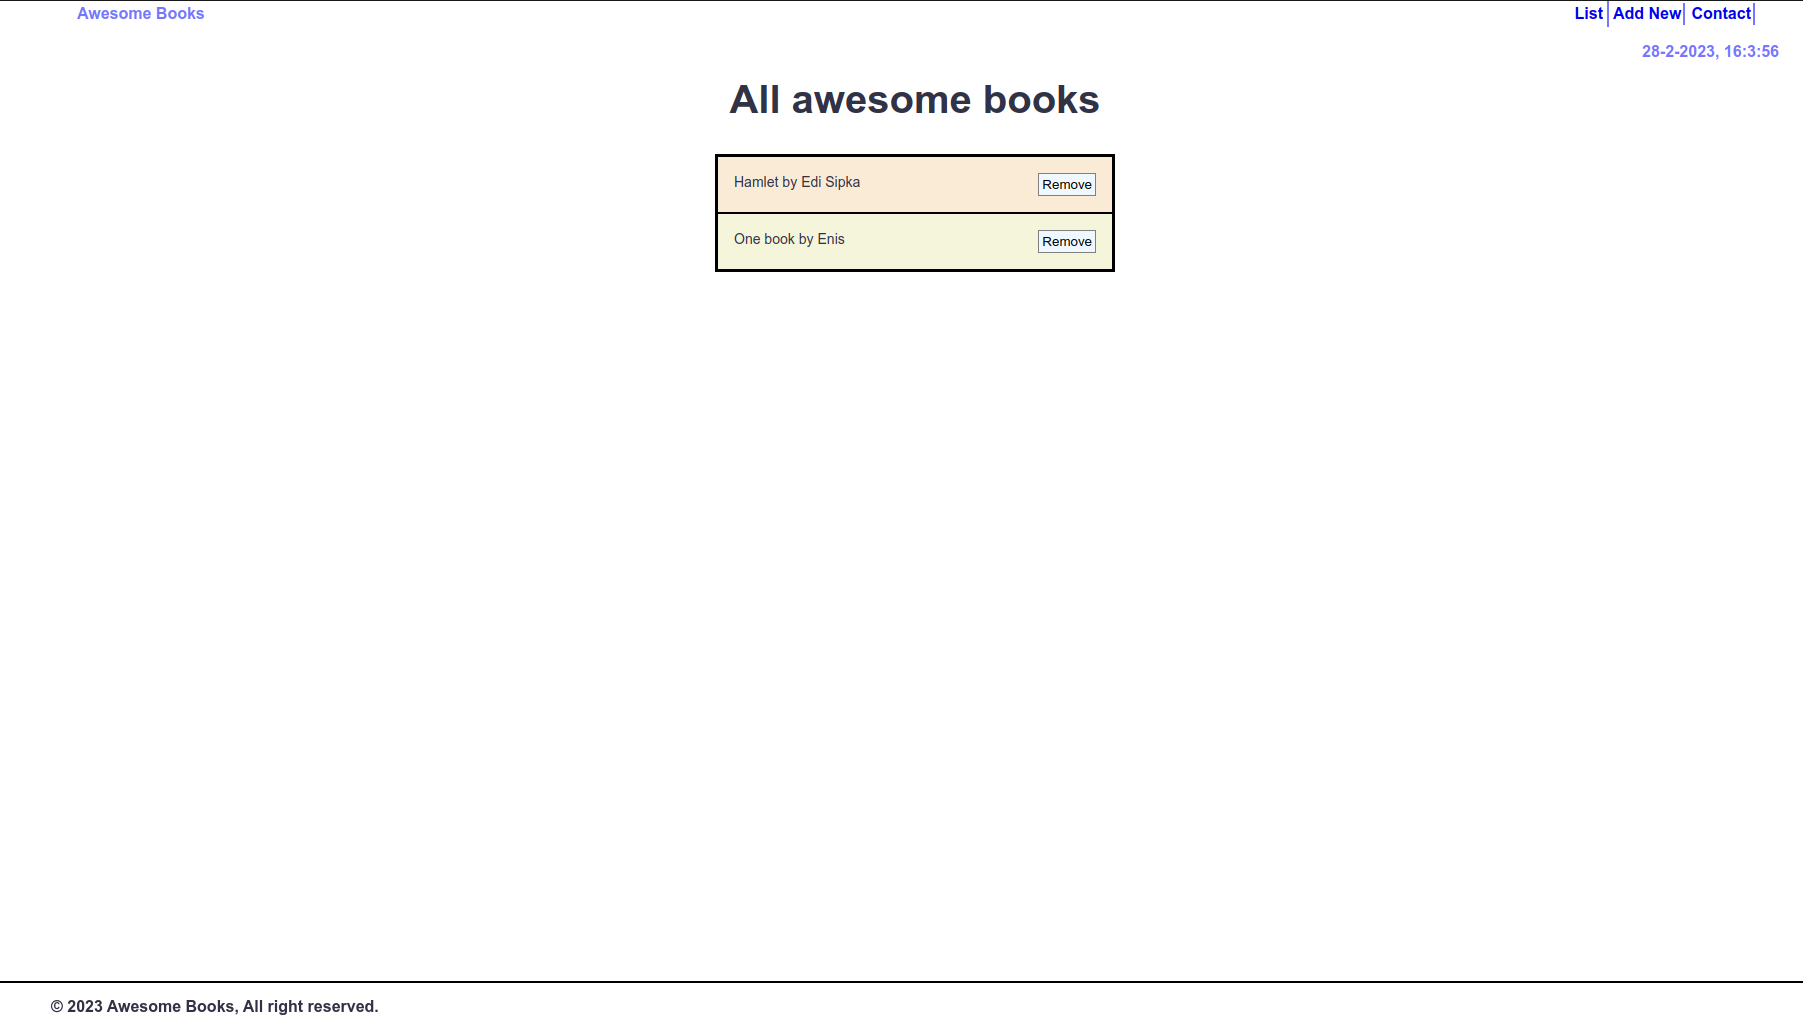 Awesome Books
List Add New Contact
28-2-2023, 16:3:56
All awesome books
Hamlet by Edi Sipka Remove
One book by Enis Remove
© 2023 Awesome Books, All right reserved.